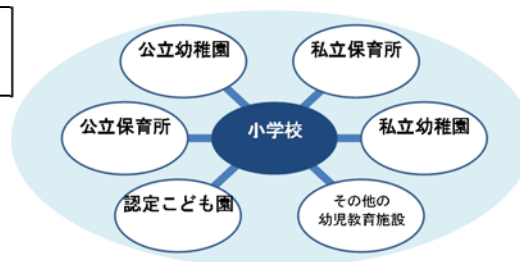 公立幼稚園
私立保育所
公立保育所
小学校
私立幼稚園
認定こども園
その他の
幼児教育施設